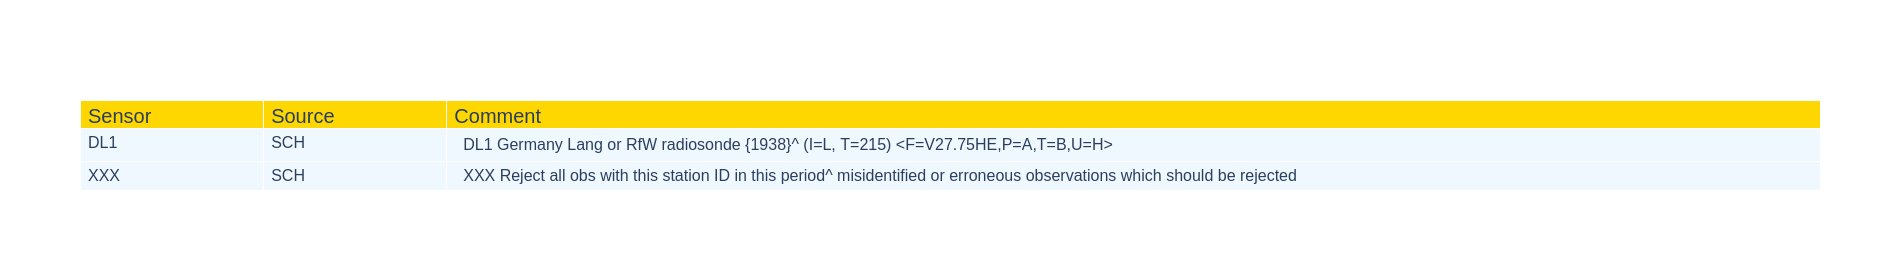 Sensor Source Comment
DL1 SCH DL1 Germany Lang or RfW radiosonde {1938}^ (I=L, T=215) <F=V27.75HE,P=A,T=B,U=H>
XXX SCH XXX Reject all obs with this station ID in this period^ misidentified or erroneous observations which should be rejected